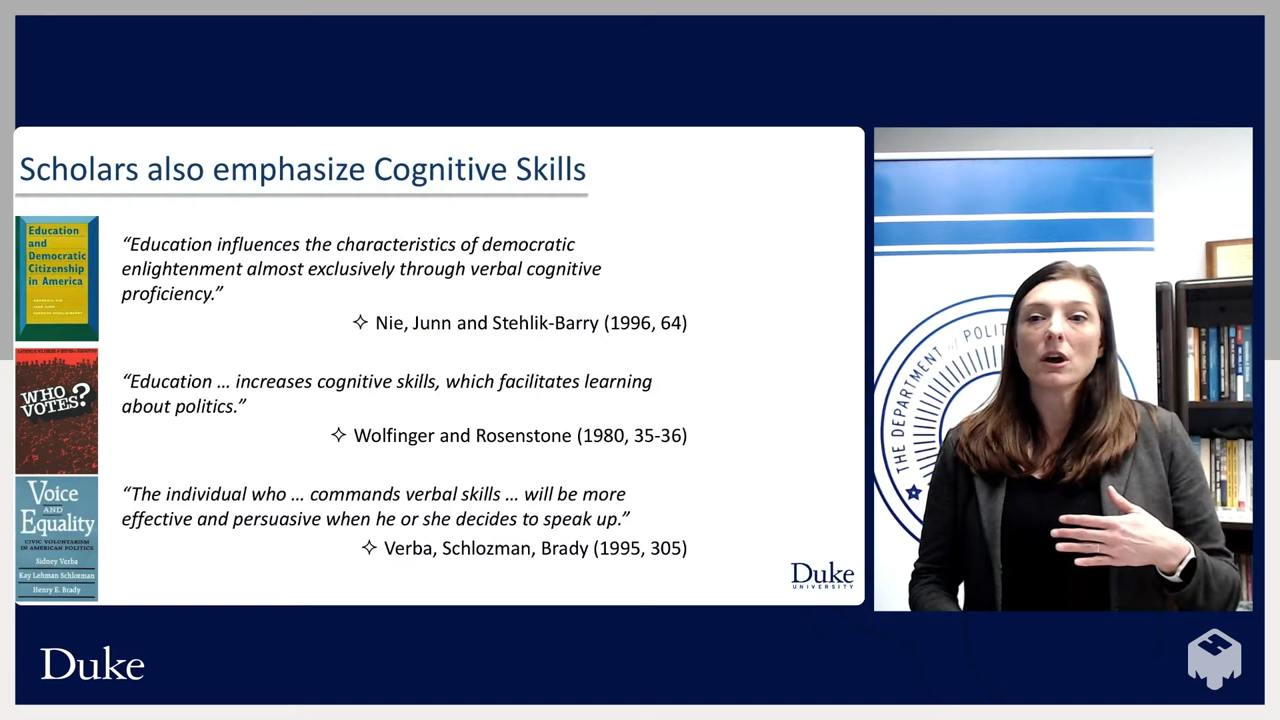 Scholars also emphasize Cognitive Skills
Education
and
Democratic
Citizenship
in America
“Education influences the characteristics of democratic
enlightenment almost exclusively through verbal cognitive
proficiency.”
Nie, Junn and Stehlik-Barry (1996, 64)
WHO
VOTES?
“Education … increases cognitive skills, which facilitates learning
about politics.”
Wolfinger and Rosenstone (1980, 35-36)
Voice
AND
Equality
CIVIC VOLUNTARISM
IN AMERICAN POLITICS
Sidney Verba
Kay Lehman Schlozman
Henry E. Brady
“The individual who … commands verbal skills … will be more
effective and persuasive when he or she decides to speak up.”
Verba, Schlozman, Brady (1995, 305)
Duke
UNIVERSITY
THE DEPARTMENT of POLITI
Duke